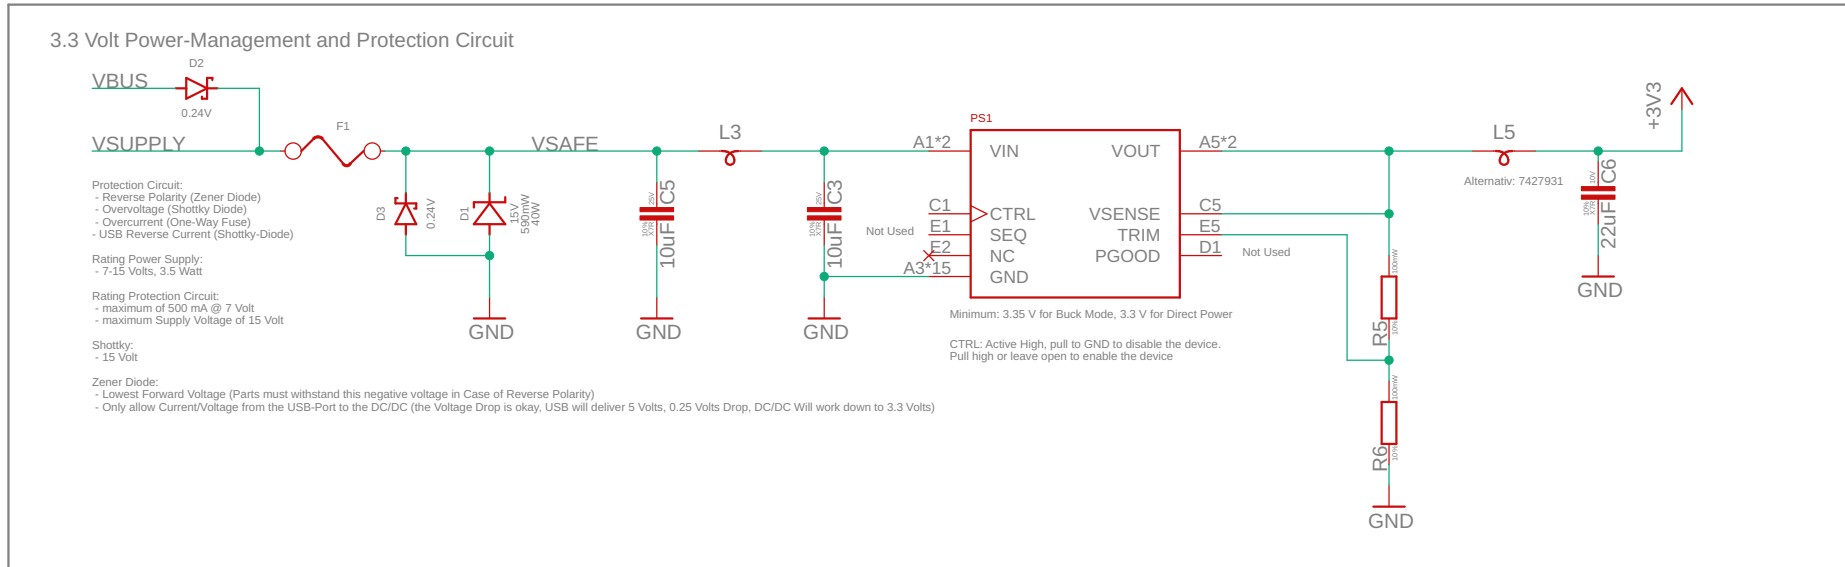 3.3 Volt Power-Management and Protection Circuit
D2
VBUS
0.24V
VSUPPLY
F1
VSAFE
L3
A1*2
PS1
VIN
VOUT
A5*2
L5
+3V3
Alternativ: 7427931
Protection Circuit:
- Reverse Polarity (Zener Diode)
- Overvoltage (Shottky Diode)
- Overcurrent (One-Way Fuse)
- USB Reverse Current (Shottky-Diode)
Rating Power Supply:
- 7-15 Volts, 3.5 Watt
Rating Protection Circuit:
- maximum of 500 mA @ 7 Volt
- maximum Supply Voltage of 15 Volt
Shottky:
- 15 Volt
Zener Diode:
- Lowest Forward Voltage (Parts must withstand this negative voltage in Case of Reverse Polarity)
- Only allow Current/Voltage from the USB-Port to the DC/DC (the Voltage Drop is okay, USB will deliver 5 Volts, 0.25 Volts Drop, DC/DC Will work down to 3.3 Volts)
D3
0.24V
D1
15V
590mW
40W
GND
C5
25V
10%
X7R
10uF
GND
C3
25V
10%
X7R
10uF
GND
C1
CTRL
VSENSE
C5
Not Used
E1
SEQ
TRIM
E5
E2
NC
PGOOD
D1
Not Used
A3*15
GND
Minimum: 3.35 V for Buck Mode, 3.3 V for Direct Power
CTRL: Active High, pull to GND to disable the device.
Pull high or leave open to enable the device
100mW
R5
10%
100mW
R6
10%
GND
C6
10V
10%
X7R
22uF
GND